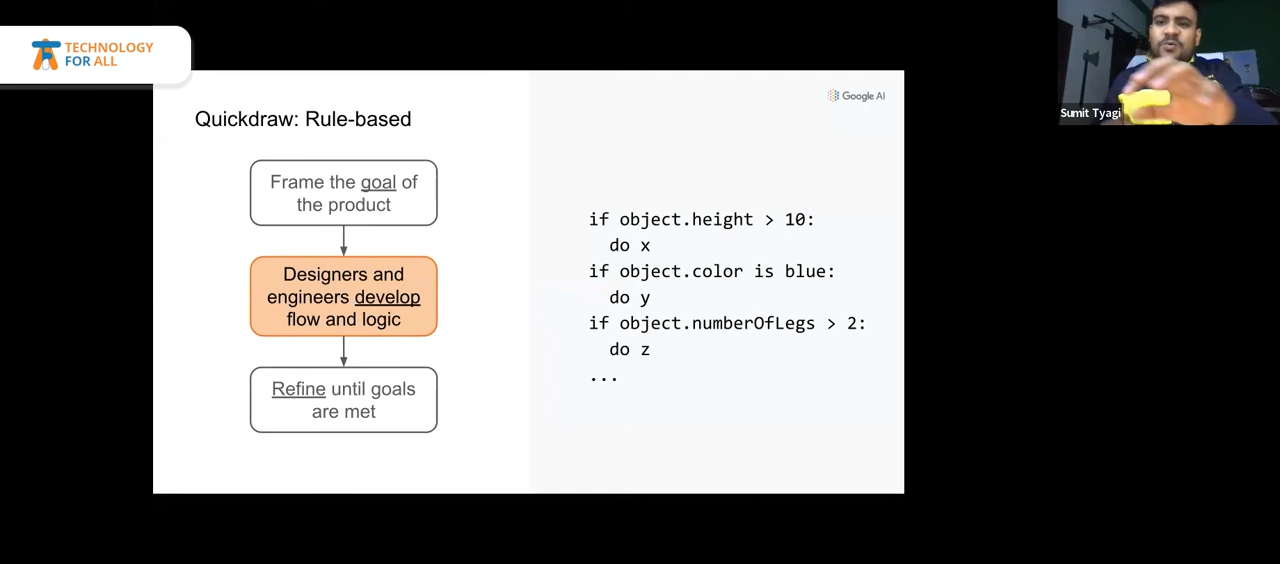 TECHNOLOGY
FOR ALL
Google AI
Quickdraw: Rule-based
Frame the goal of
the product
Designers and
engineers develop
flow and logic
Refine until goals
are met
if object.height > 10:
do x
if object.color is blue:
do y
if object.numberOfLegs > 2:
do z
...
Sumit Tyagi